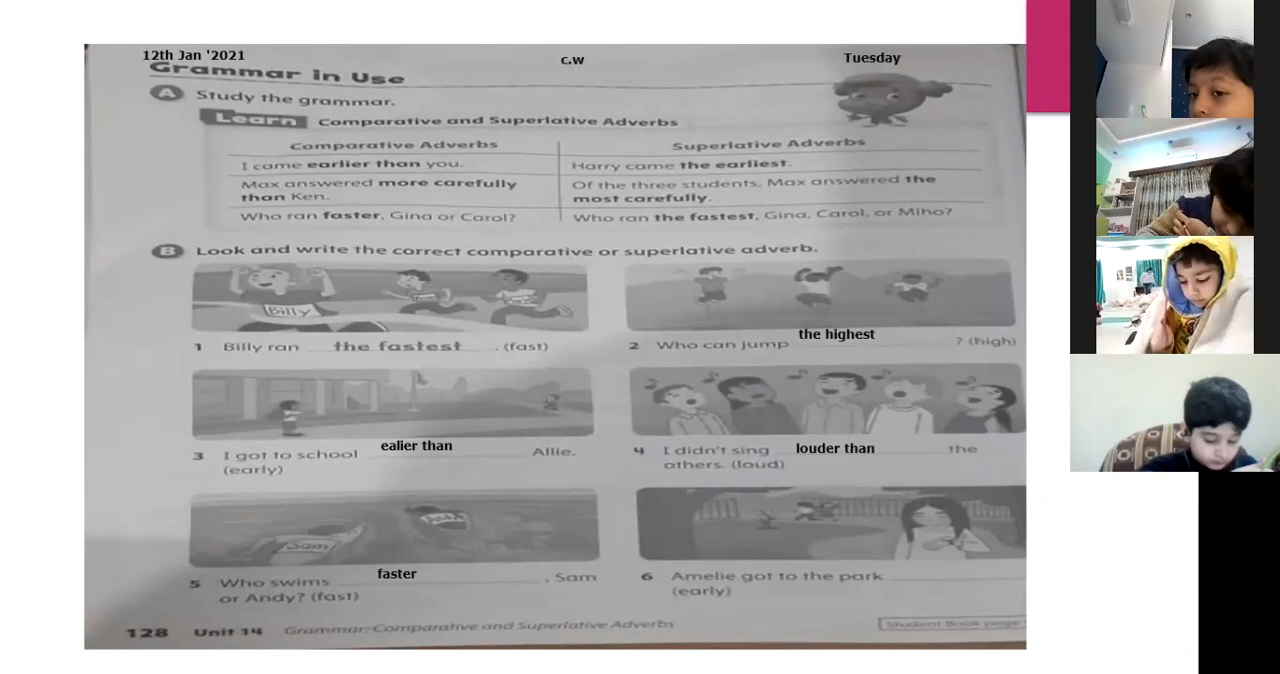 12th Jan '2021 c.w Tuesday
Grammar in Use
A Study the grammar.
Learn Comparative and Superlative Adverbs
Comparative Adverbs Superlative Adverbs
I came earlier than you. Harry came the earliest.
Max answered more carefully than Ken. Of the three students, Max answered the most carefully.
Who ran faster, Gina or Carol? Who ran the fastest, Gina, Carol, or Miho?
B Look and write the correct comparative or superlative adverb.
Billy
1 Billy ran the fastest . (fast)
2 Who can jump the highest ? (high)
3 I got to school ealier than Allie.
(early)
4 I didn't sing louder than the
others. (loud)
Sam
Andy
5 Who swims faster , Sam
or Andy? (fast)
6 Amelie got to the park
(early)
128 Unit 14 Grammar: Comparative and Superlative Adverbs
Student Book page